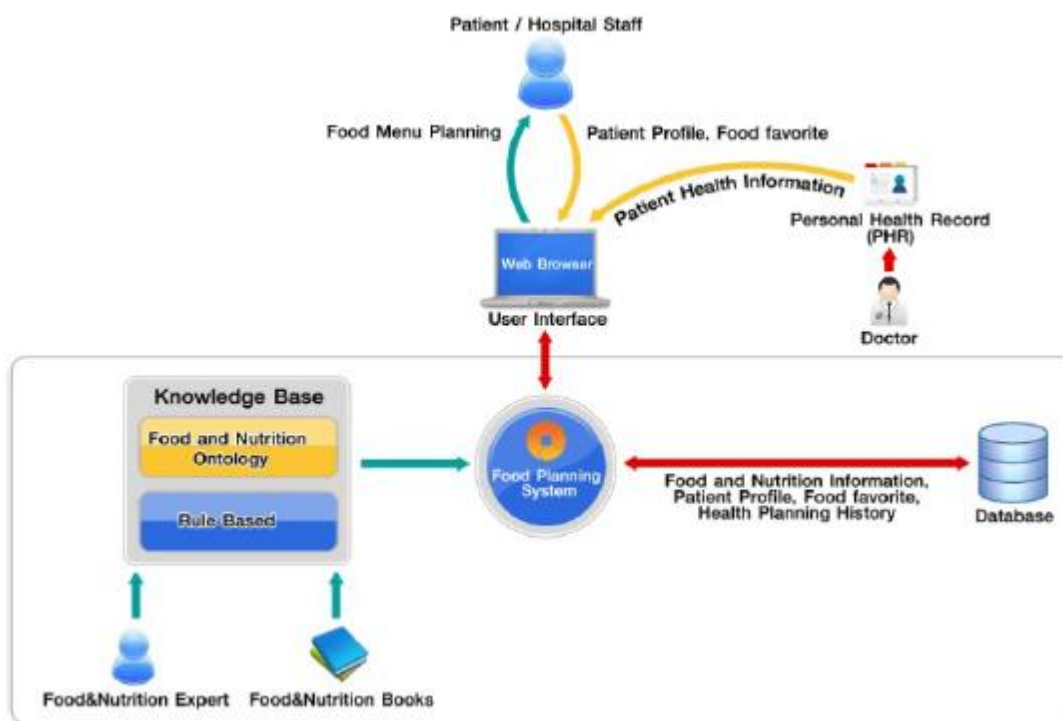 Patient / Hospital Staff
Food Menu Planning
Patient Profile, Food favorite
Patient Health Information
Personal Health Record
(PHR)
Web Browser
User Interface
Doctor
Knowledge Base
Food and Nutrition
Ontology
Rule Based
Food Planning
System
Food and Nutrition Information,
Patient Profile, Food favorite,
Health Planning History
Database
Food&Nutrition Expert
Food&Nutrition Books